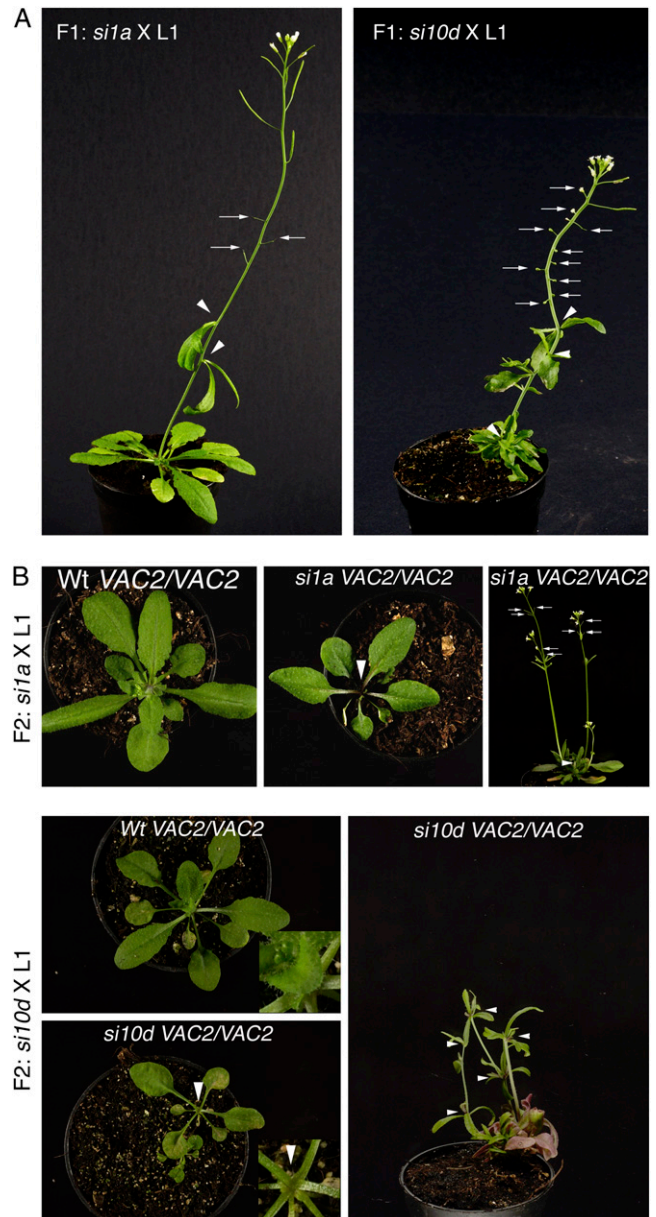 A
F1: si1a X L1
F1: si10d X L1
B
F2: si1a X L1
Wt VAC2/VAC2
si1a VAC2/VAC2
si1a VAC2/VAC2
F2: si10d X L1
Wt VAC2/VAC2
si10d VAC2/VAC2
si10d VAC2/VAC2